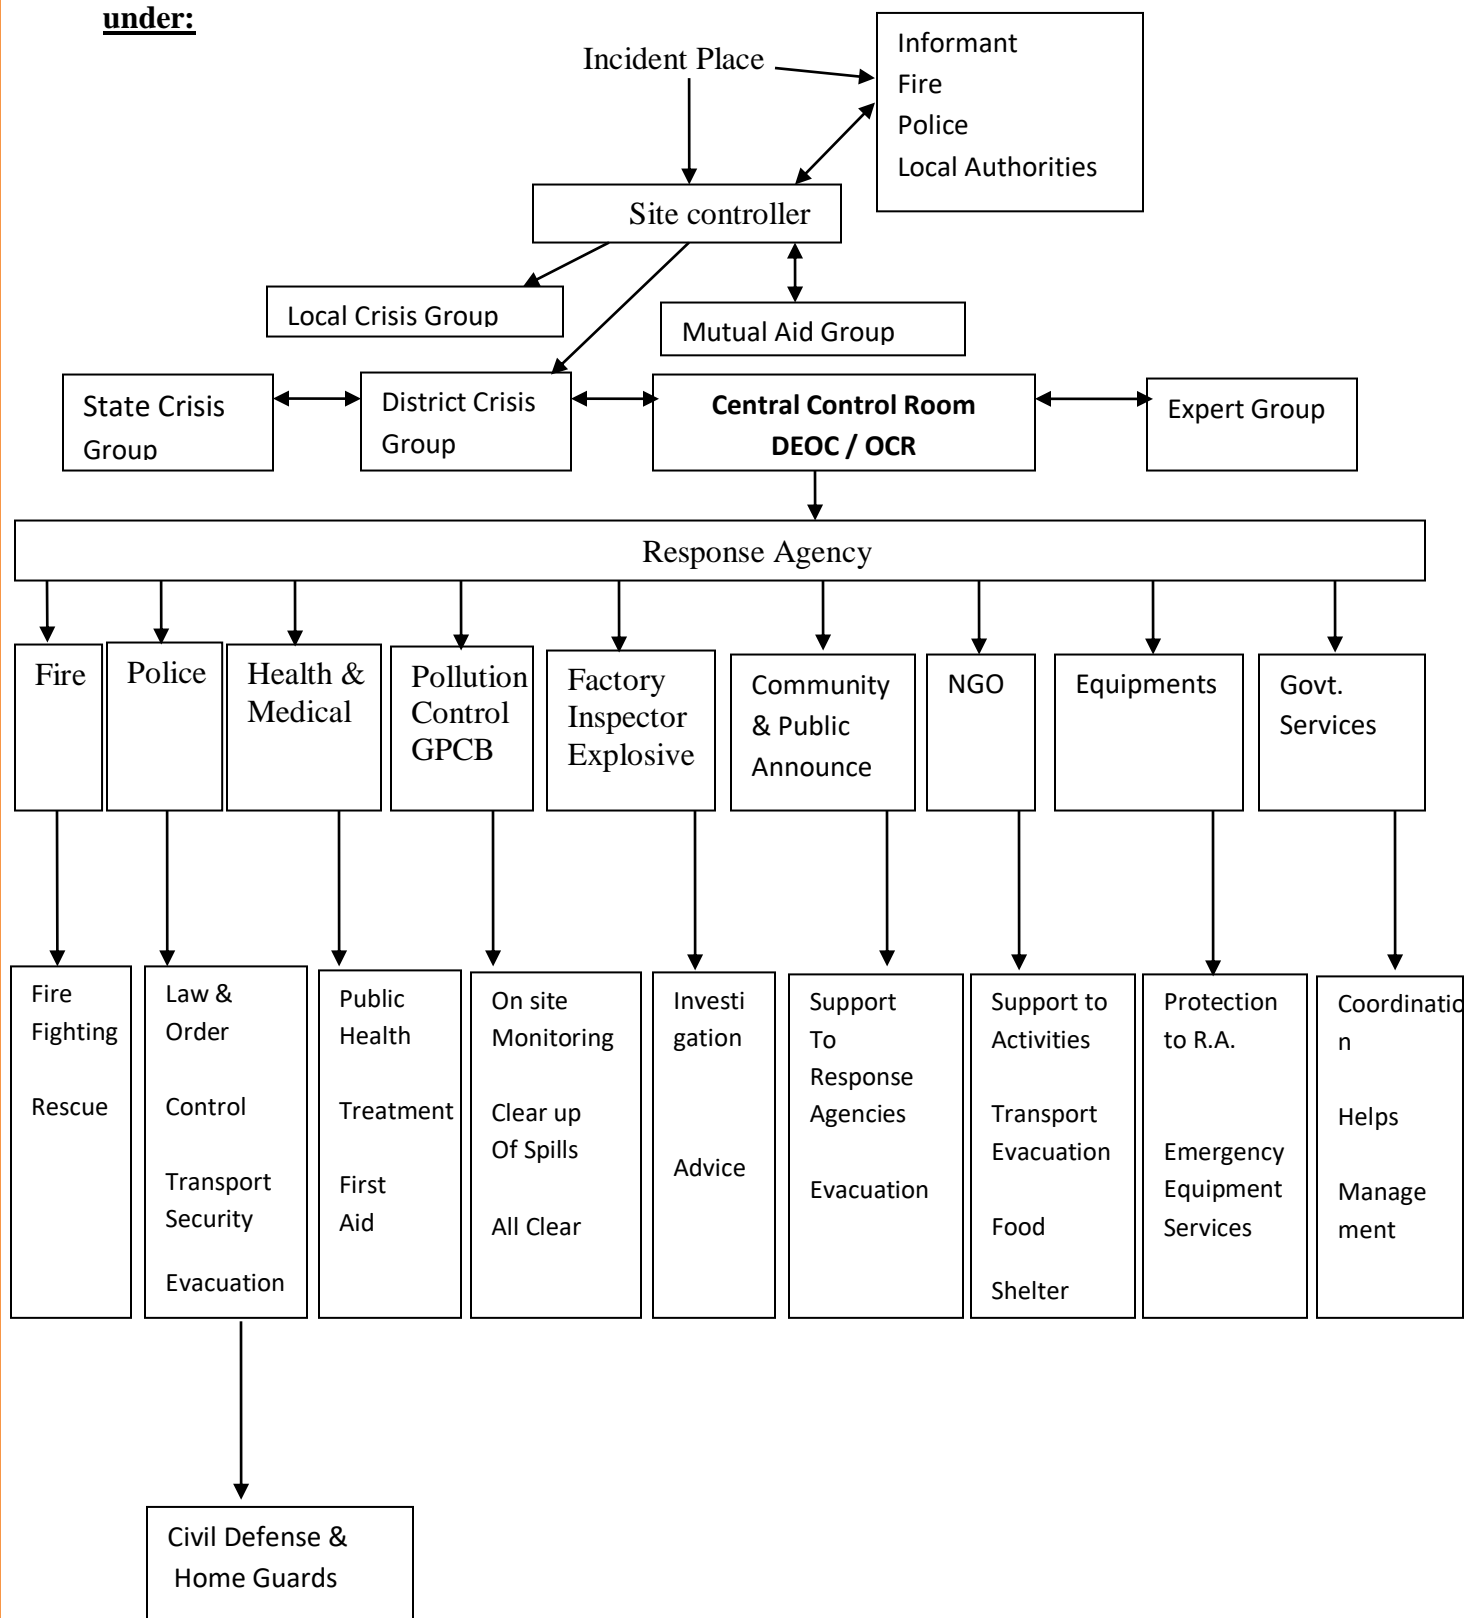 under:
Incident Place
Informant
Fire
Police
Local Authorities
Site controller
Local Crisis Group
Mutual Aid Group
State Crisis
Group
District Crisis
Group
Central Control Room
DEOC / OCR
Expert Group
Response Agency
Fire
Police
Health &
Medical
Pollution
Control
GPCB
Factory
Inspector
Explosive
Community
& Public
Announce
NGO
Equipments
Govt.
Services
Fire
Fighting
Rescue
Law &
Order
Control
Transport
Security
Evacuation
Public
Health
Treatment
First
Aid
On site
Monitoring
Clear up
Of Spills
All Clear
Investi
gation
Advice
Support
To
Response
Agencies
Evacuation
Support to
Activities
Transport
Evacuation
Food
Shelter
Protection
to R.A.
Emergency
Equipment
Services
Coordinatio
n
Helps
Manage
ment
Civil Defense &
Home Guards